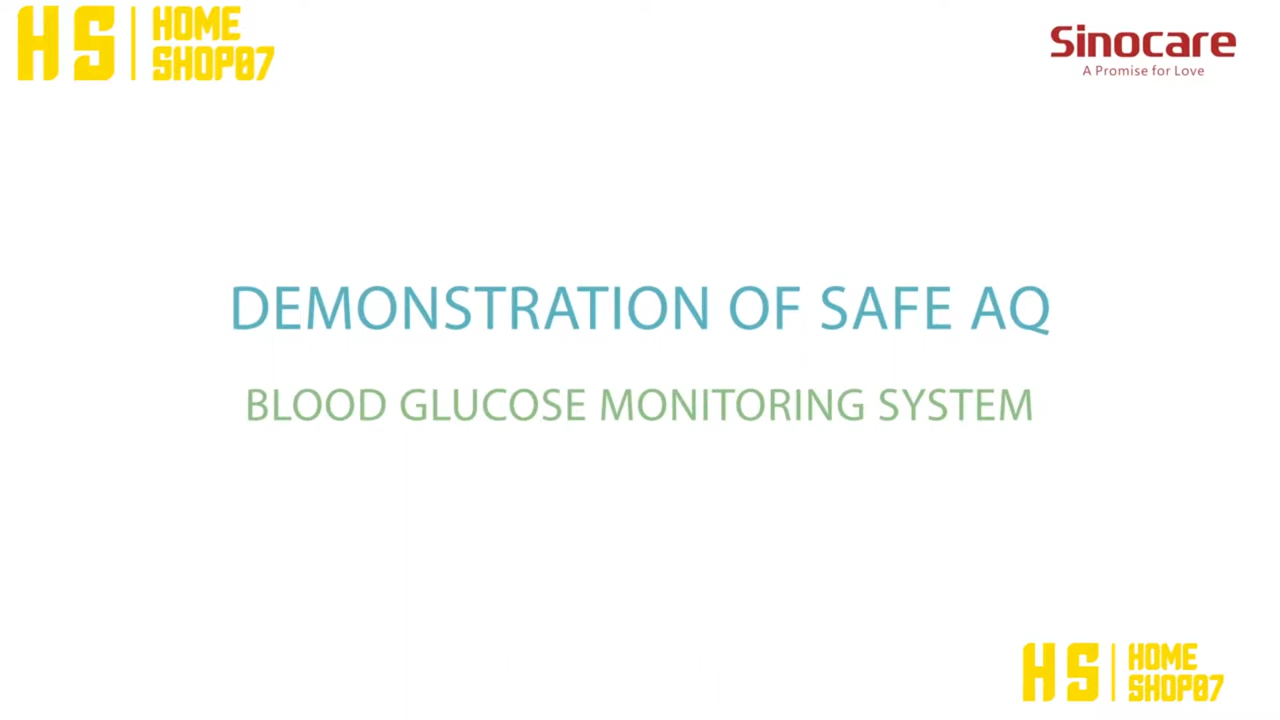 HS HOME
SHOP07
Sinocare
A Promise for Love
DEMONSTRATION OF SAFE AQ
BLOOD GLUCOSE MONITORING SYSTEM
HS HOME
SHOP07